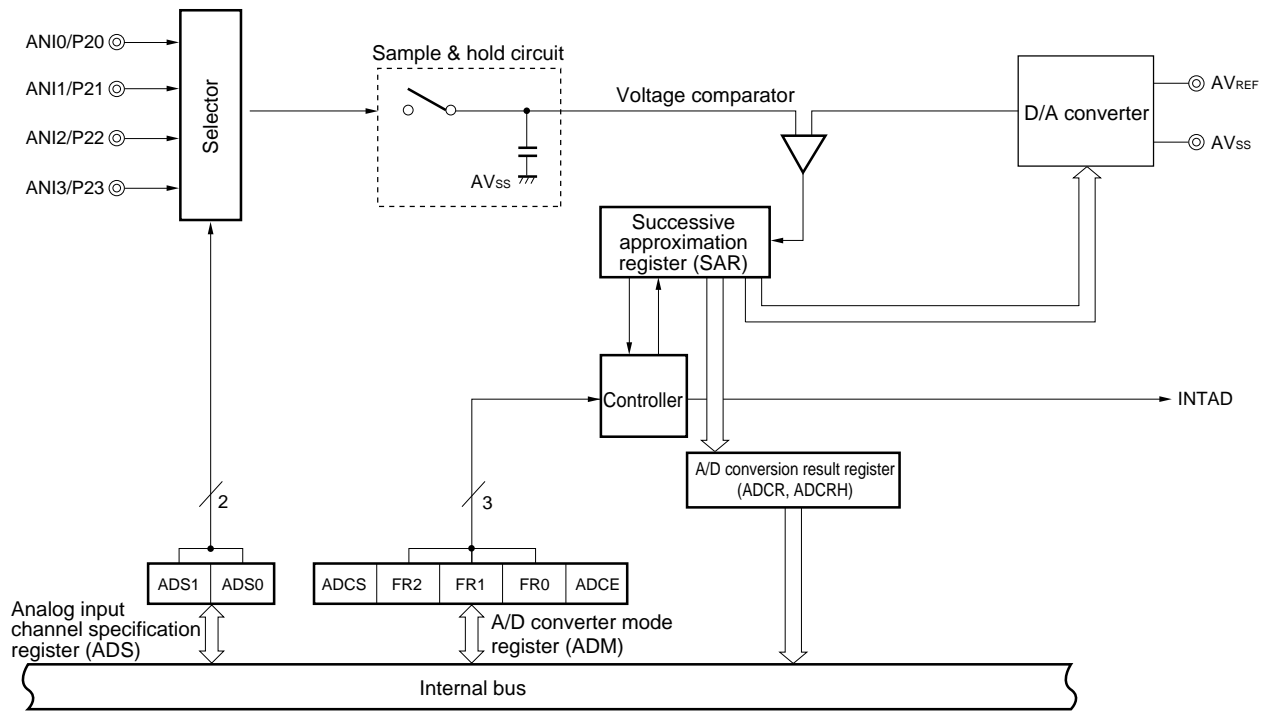 ANI0/P20
ANI1/P21
ANI2/P22
ANI3/P23
Selector
Sample & hold circuit
AVSS
Voltage comparator
D/A converter
AVREF
AVSS
Successive
approximation
register (SAR)
Controller
INTAD
A/D conversion result register
(ADCR, ADCRH)
2
3
ADS1 ADS0
ADCS FR2 FR1 FR0 ADCE
Analog input
channel specification
register (ADS)
A/D converter mode
register (ADM)
Internal bus